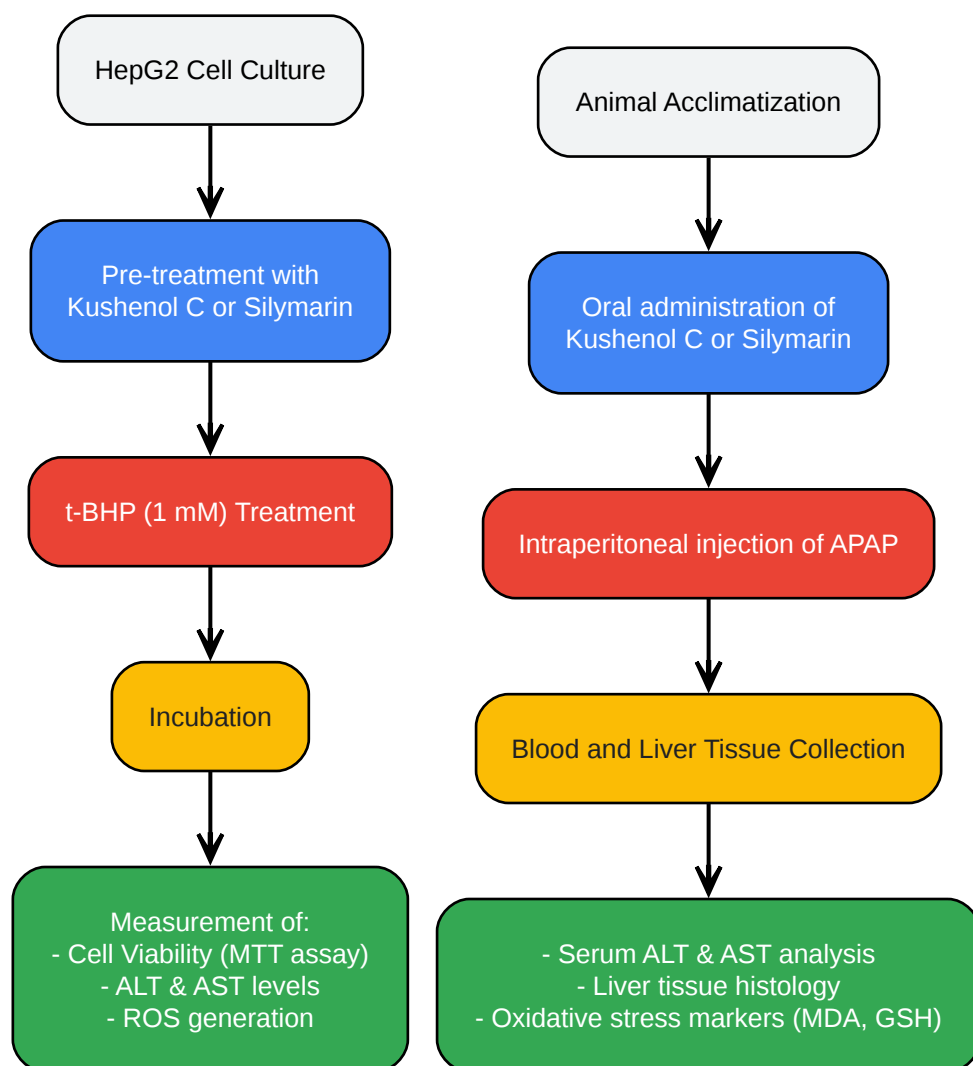 HepG2 Cell Culture
Pre-treatment with
Kushenol C or Silymarin
t-BHP (1 mM) Treatment
Incubation
Measurement of:
- Cell Viability (MTT assay)
- ALT & AST levels
- ROS generation
Animal Acclimatization
Oral administration of
Kushenol C or Silymarin
Intraperitoneal injection of APAP
Blood and Liver Tissue Collection
- Serum ALT & AST analysis
- Liver tissue histology
- Oxidative stress markers (MDA, GSH)